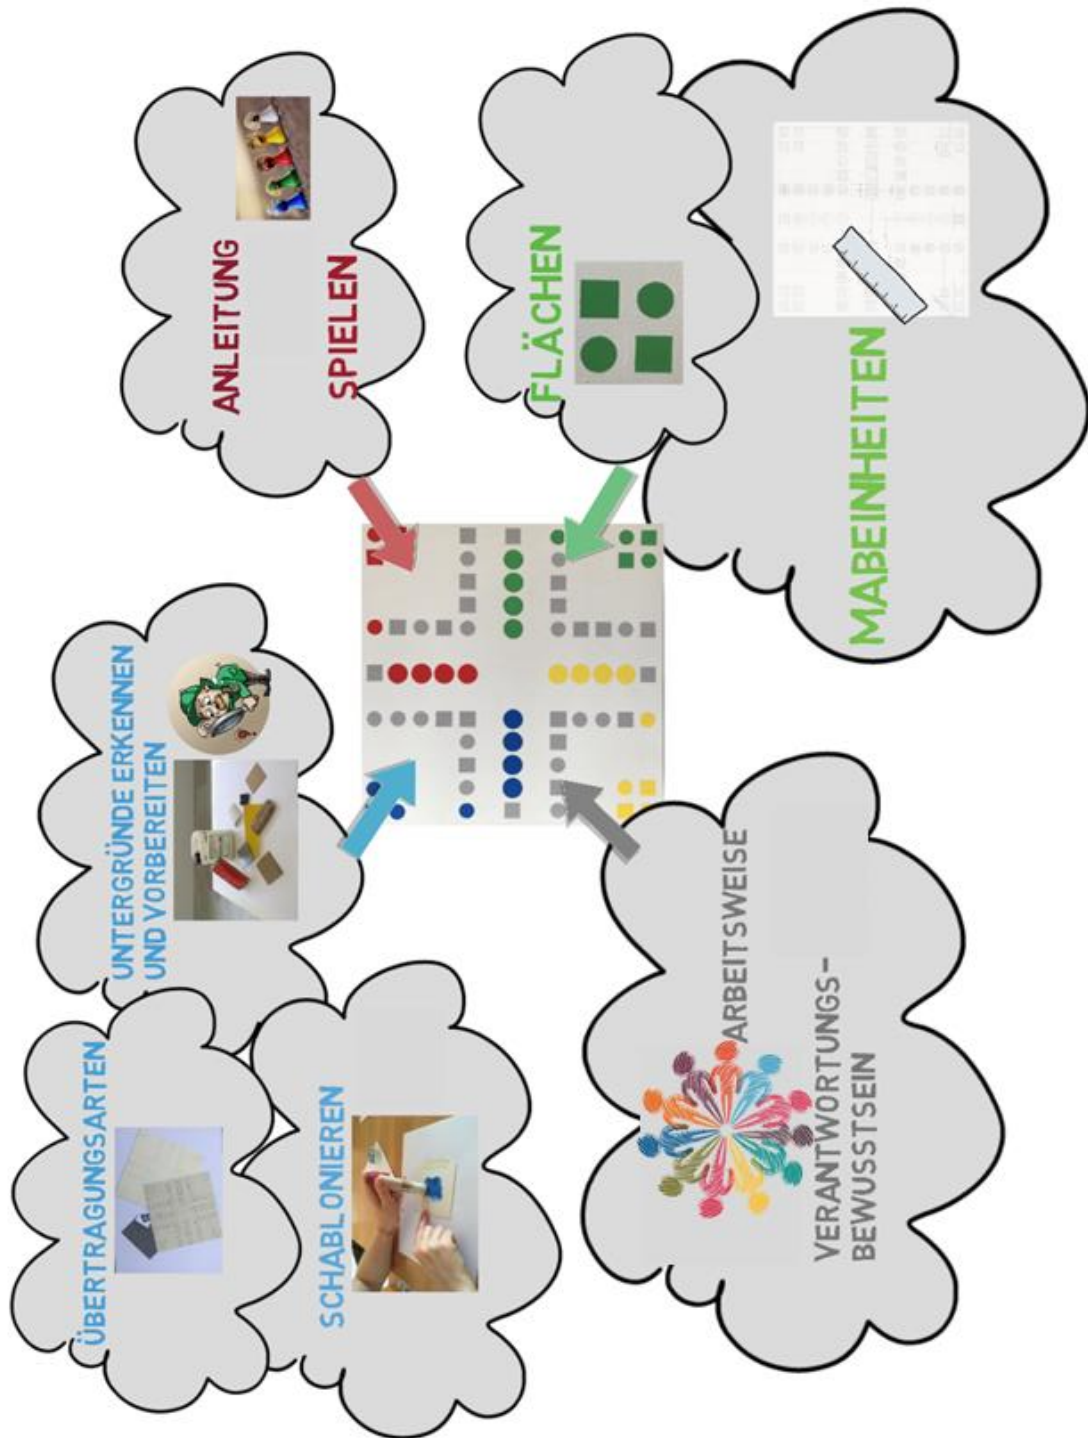 ÜBERTRAGUNGSARTEN
UNTERGRÜNDE ERKENNEN
UND VORBEREITEN
ANLEITUNG
SPIELEN
SCHABLONIEREN
FLÄCHEN
ARBEITSWEISE
VERANTWORTUNGS-
BEWUSSTSEIN
MAßEINHEITEN